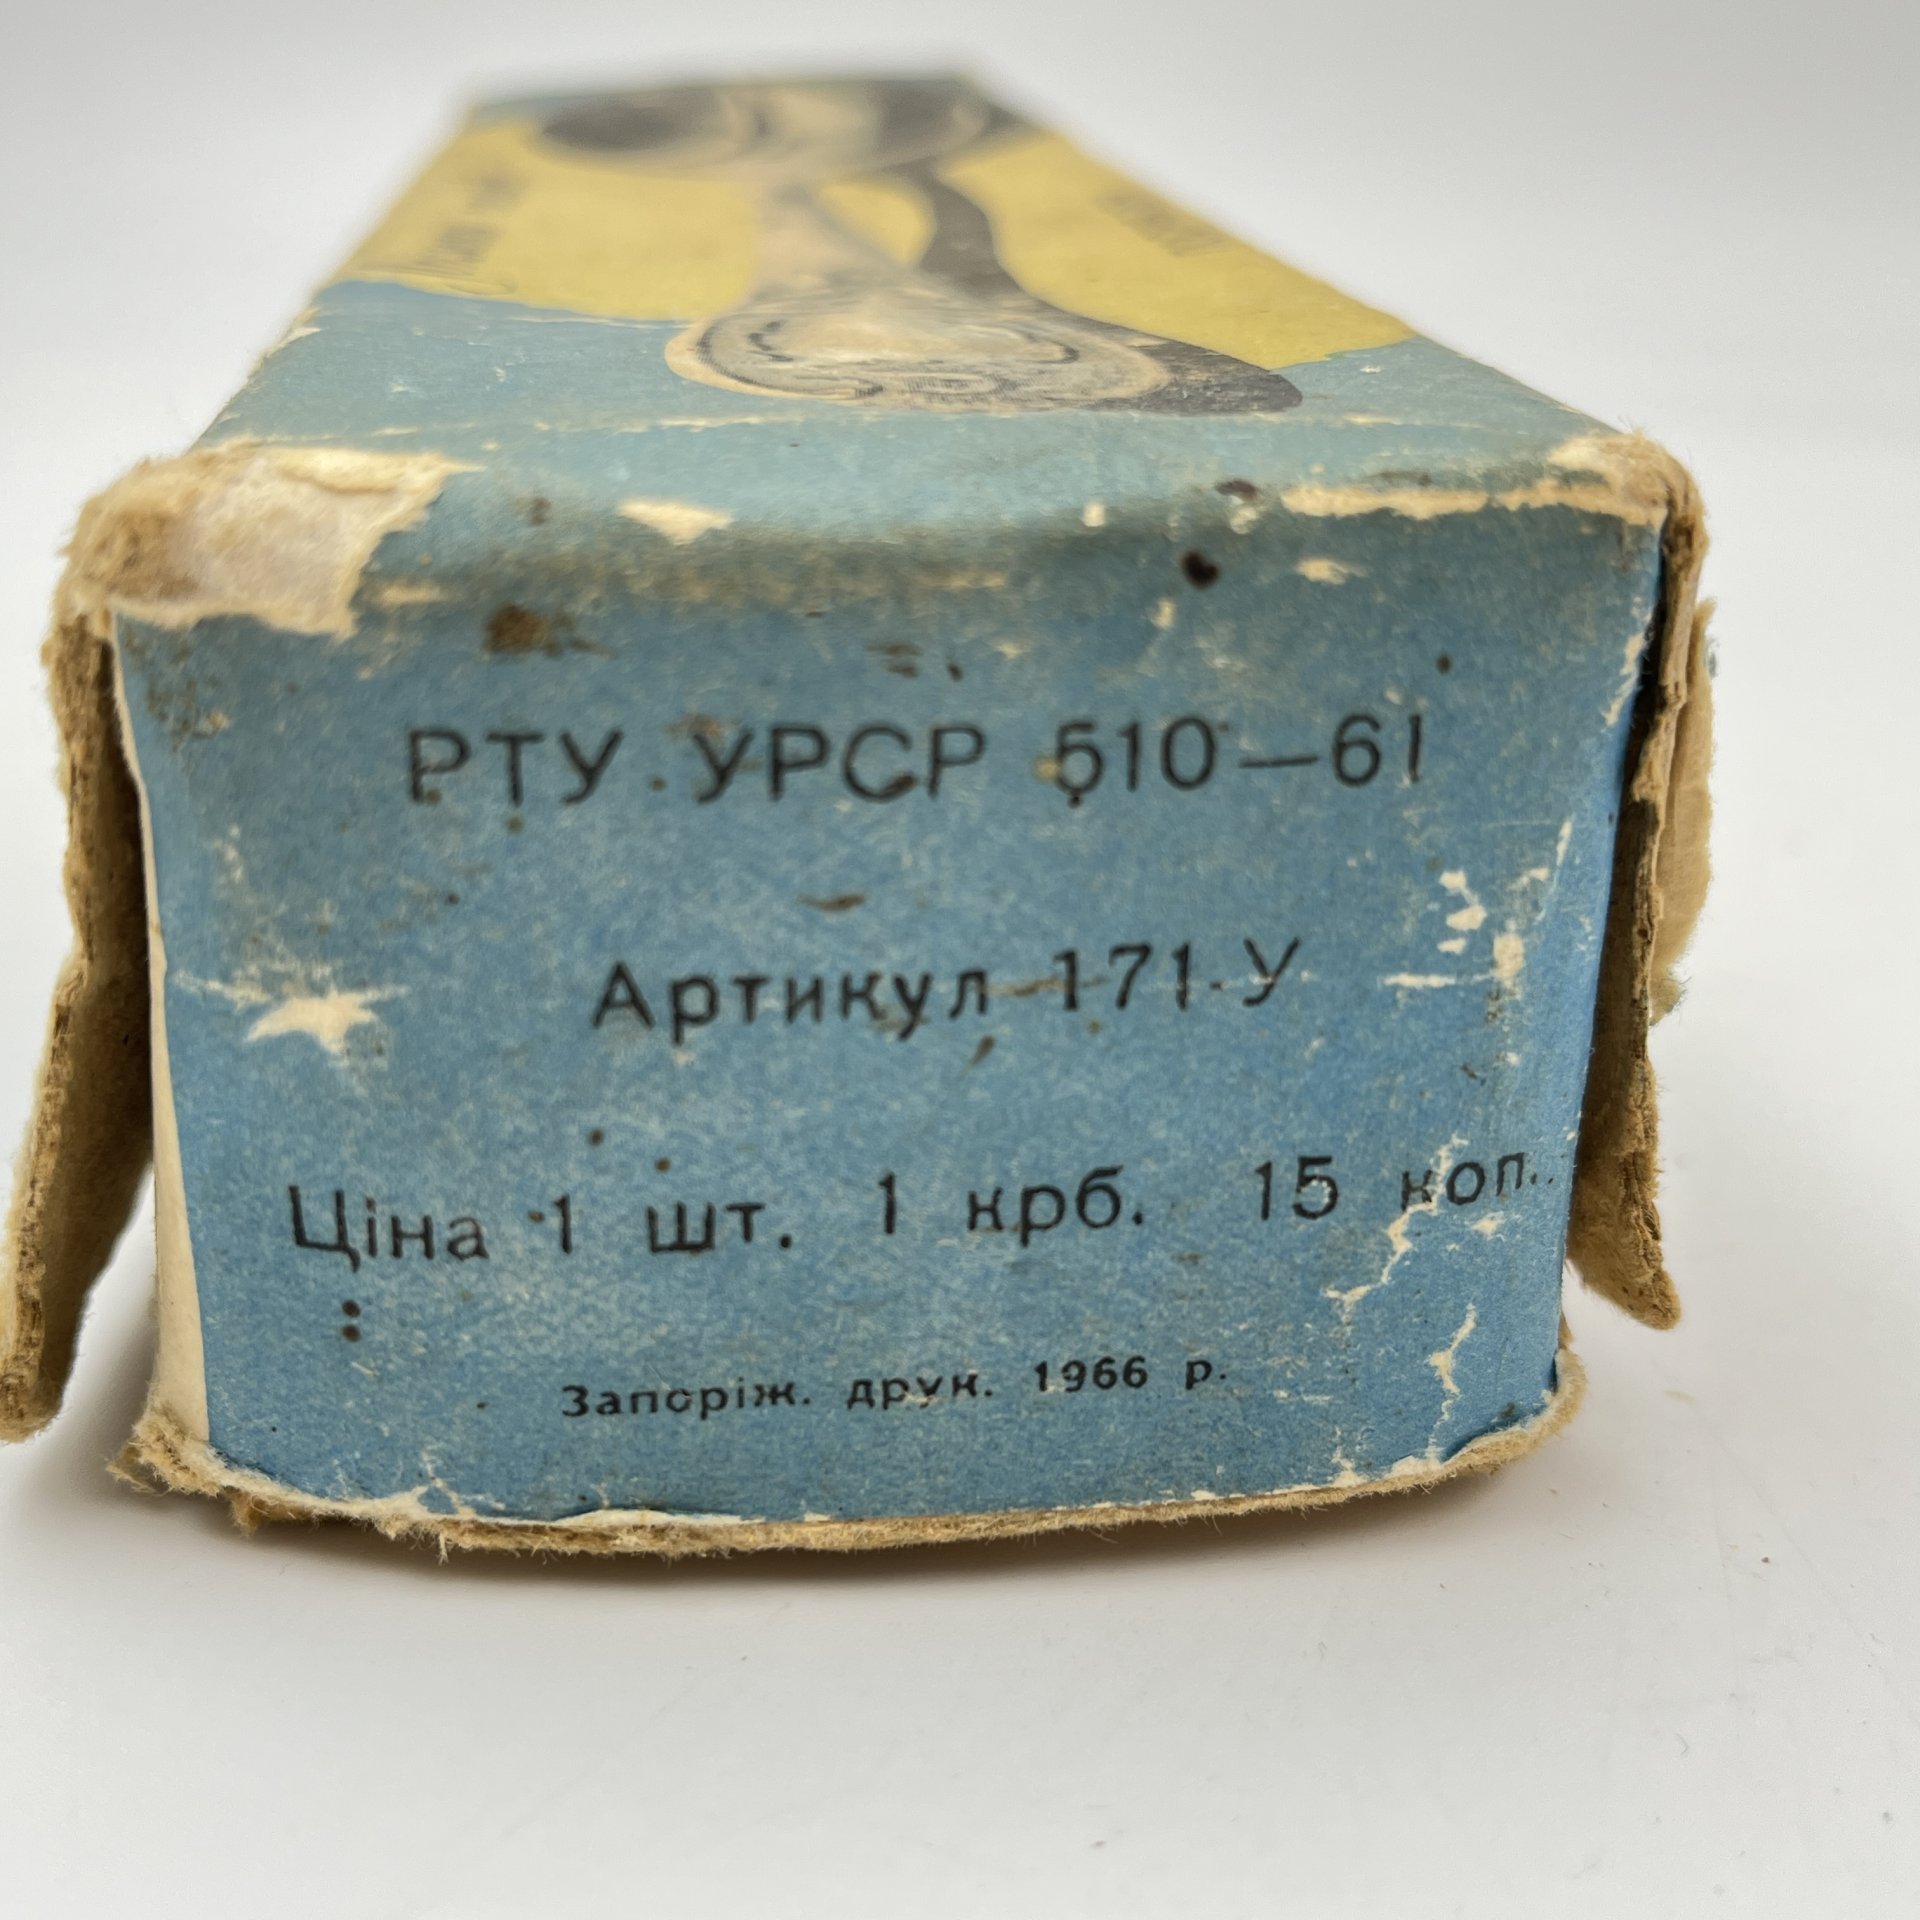 РТУ УРСР 510—61
Артикул 171-У
Ціна 1 шт. 1 крб. 15 коп.
Запоріж. друк. 1966 р.